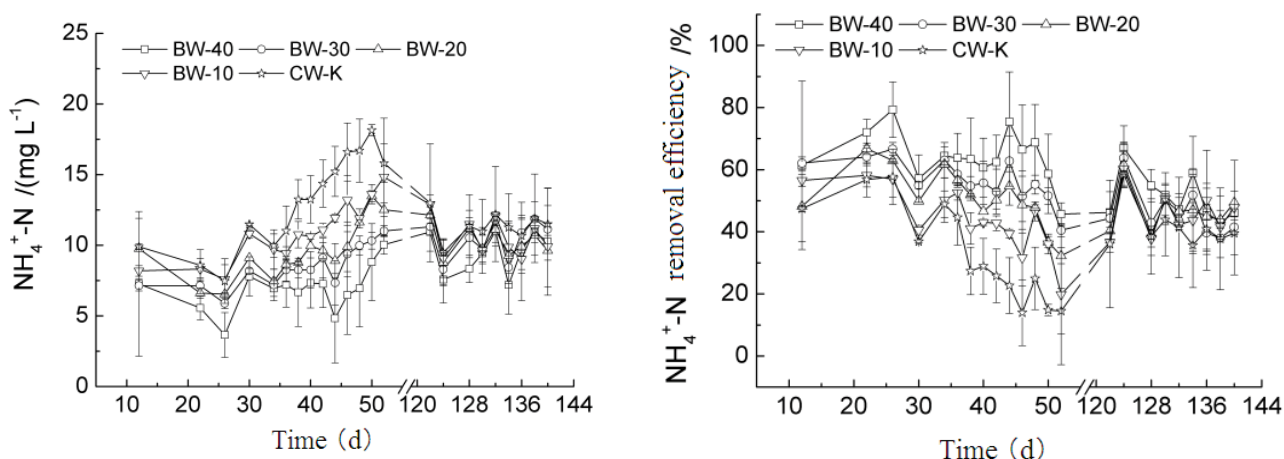 25
20
15
10
5
0
NH₄⁺-N /(mg L⁻¹)
BW-40 BW-30 BW-20
BW-10 CW-K
10 20 30 40 50 120 128 136 144
Time (d)
100
80
60
40
20
0
NH₄⁺-N removal efficiency /%
BW-40 BW-30 BW-20
BW-10 CW-K
10 20 30 40 50 120 128 136 144
Time (d)